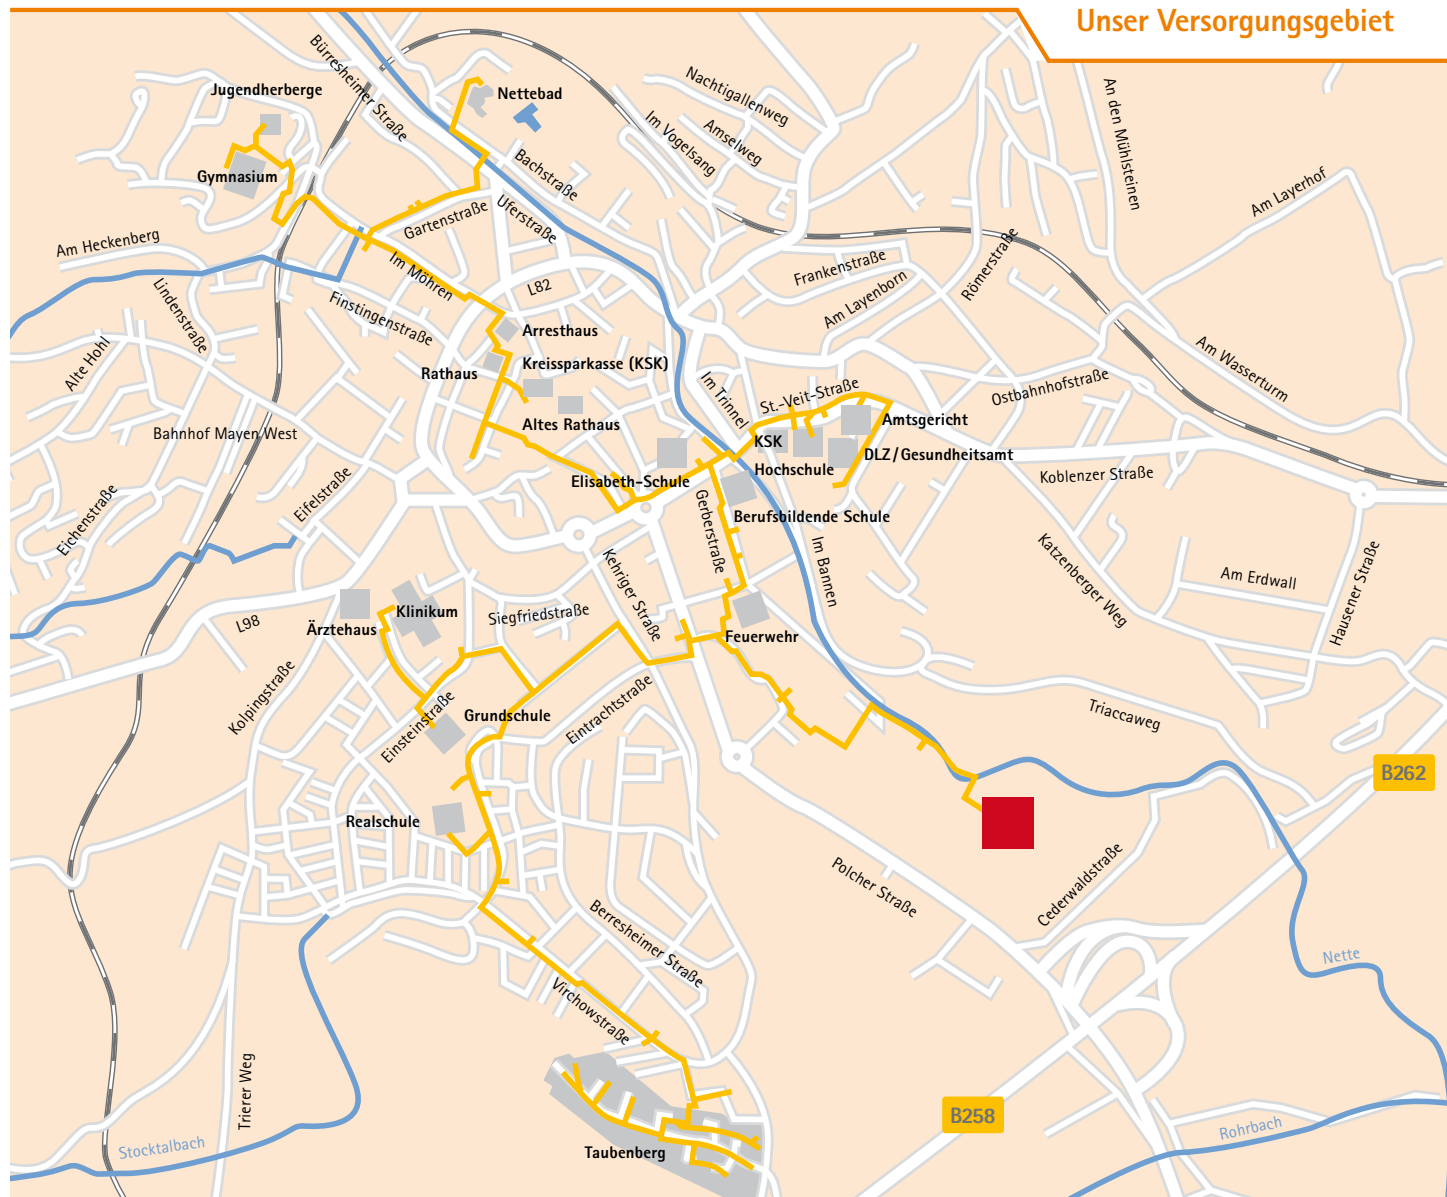 Unser Versorgungsgebiet
Bürresheimer Straße
Jugendherberge
Nettebad
Nachtigallenweg
An den Mühlsteinen
Im Vogelsang
Amselweg
Bachstraße
Gymnasium
Am Layerhof
Gartenstraße
Uferstraße
Am Heckenberg
Im Möhren
Frankenstraße
Römerstraße
Lindenstraße
Finstingenstraße
L82
Am Layenborn
Arresthaus
Am Wasserturm
Alte Hohl
Rathaus
Kreissparkasse (KSK)
Im Trinnel
St.-Veit-Straße
Ostbahnhofstraße
Bahnhof Mayen West
Altes Rathaus
Amtsgericht
KSK
DLZ/Gesundheitsamt
Hochschule
Koblenzer Straße
Elisabeth-Schule
Eifelstraße
Eichenstraße
Gerberstraße
Berufsbildende Schule
Im Bannen
Katzenberger Weg
Am Erdwall
Hausener Straße
Kehriger Straße
Klinikum
Siegfriedstraße
L98
Ärztehaus
Feuerwehr
Kolpingstraße
Einsteinstraße
Grundschule
Eintrachtstraße
Triaccaweg
B262
Realschule
Polcher Straße
Cederwaldstraße
Berresheimer Straße
Nette
Virchowstraße
Trierer Weg
B258
Stocktalbach
Taubenberg
Rohrbach